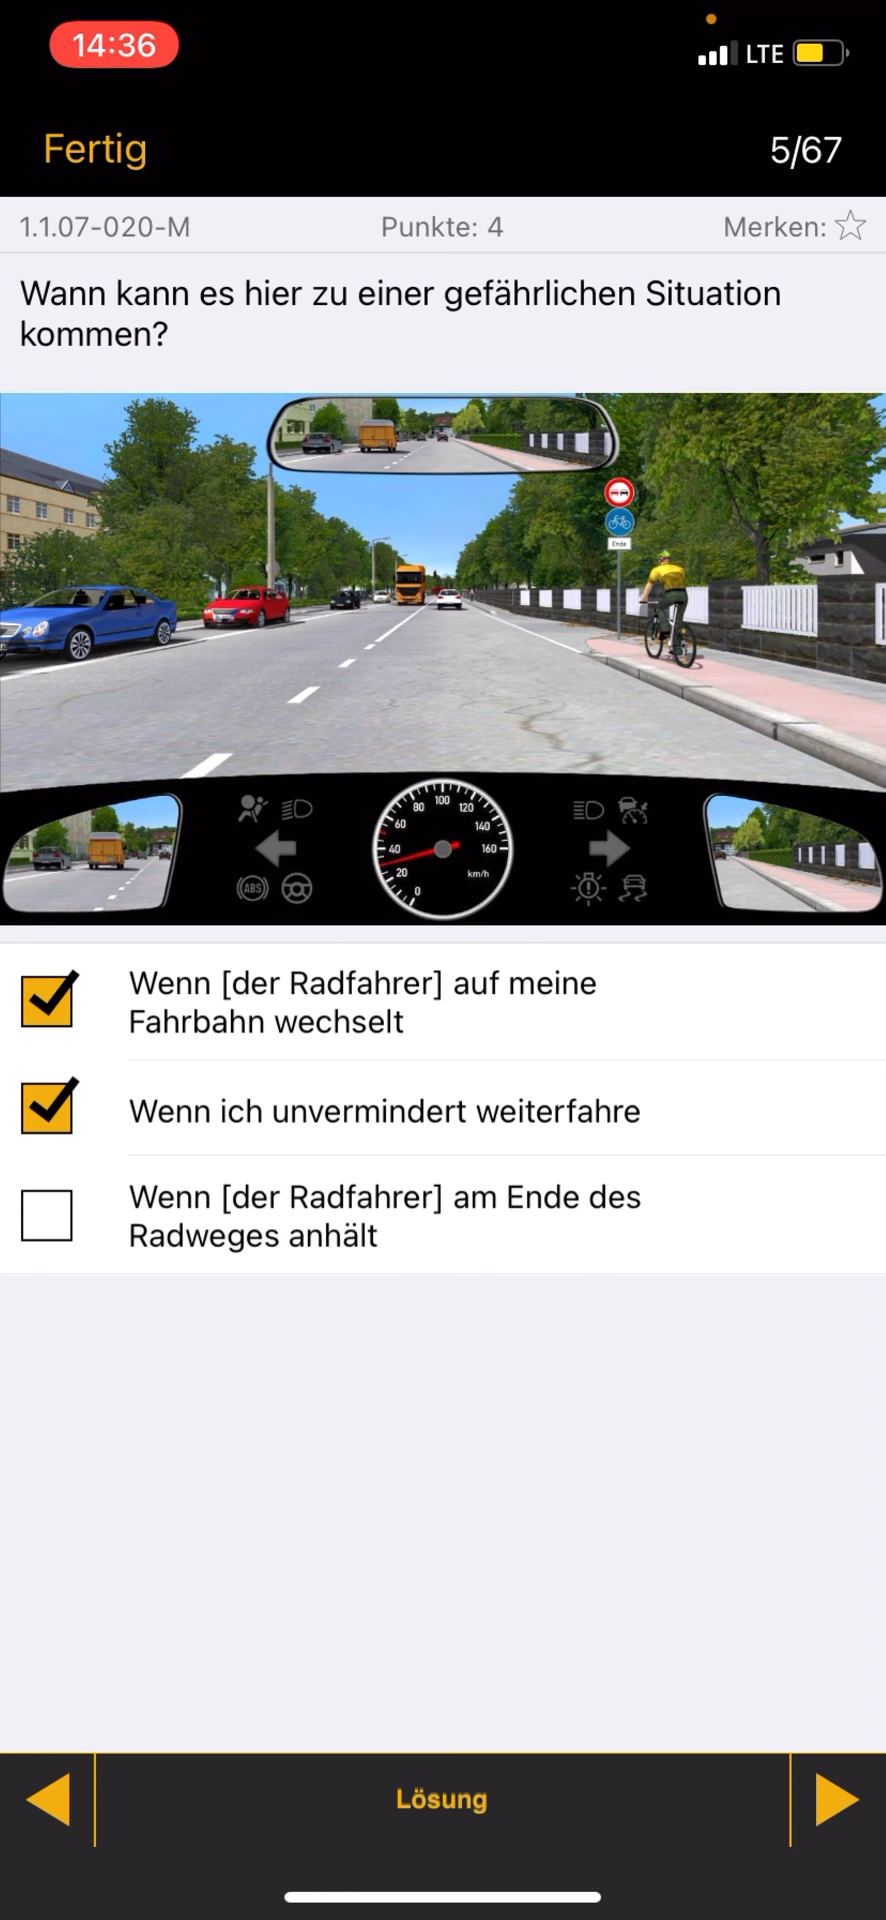 14:36
LTE
Fertig
5/67
1.1.07-020-M
Punkte: 4
Merken:
Wann kann es hier zu einer gefährlichen Situation
kommen?
Ende
0
20
40
60
80
100
120
140
160
km/h
ABS
Wenn [der Radfahrer] auf meine
Fahrbahn wechselt
Wenn ich unvermindert weiterfahre
Wenn [der Radfahrer] am Ende des
Radweges anhält
Lösung